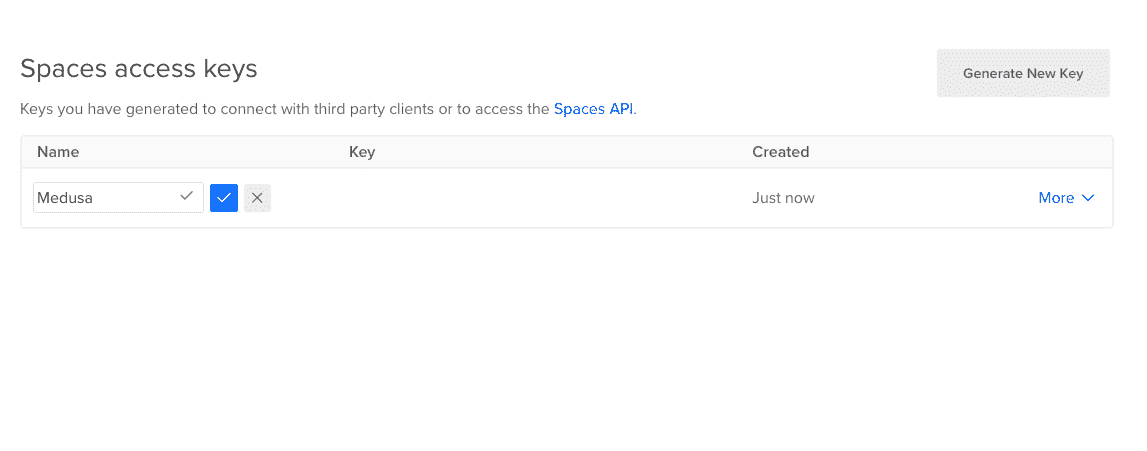 Spaces access keys
Generate New Key
Keys you have generated to connect with third party clients or to access the Spaces API.
Name Key Created
Medusa Just now More